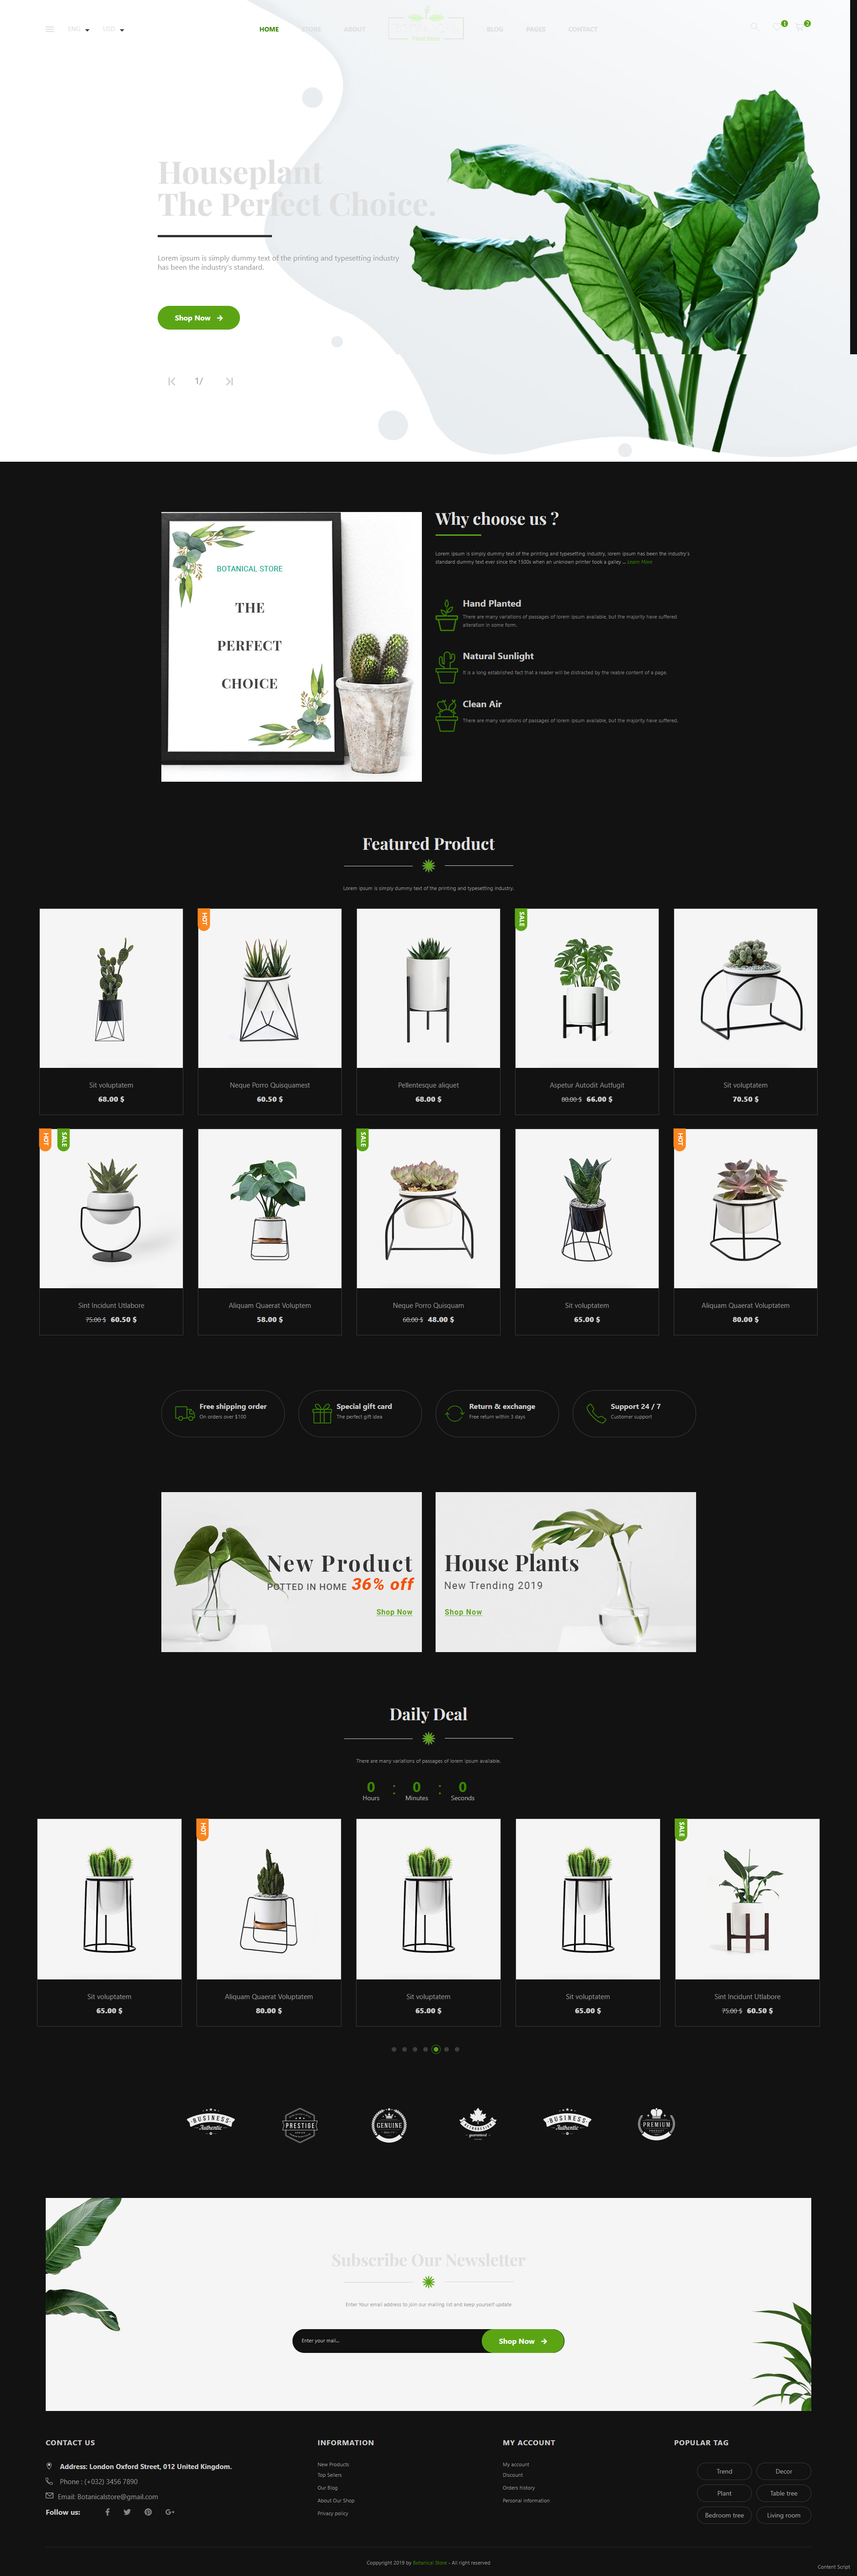 ENG
USD
HOME
STORE
ABOUT
Plant Store
BLOG
PAGES
CONTACT
1
2
Houseplant
The Perfect Choice.
Lorem ipsum is simply dummy text of the printing and typesetting industry
has been the industry's standard.
Shop Now
1/
BOTANICAL STORE
THE
PERFECT
CHOICE
Why choose us ?
Lorem ipsum is simply dummy text of the printing and typesetting industry, lorem ipsum has been the industry's
standard dummy text ever since the 1500s when an unknown printer took a galley ... Learn More
Hand Planted
There are many variations of passages of lorem ipsum available, but the majority have suffered
alteration in some form.
Natural Sunlight
It is a long established fact that a reader will be distracted by the reable content of a page.
Clean Air
There are many variations of passages of lorem ipsum available, but the majority have suffered.
Featured Product
Lorem ipsum is simply dummy text of the printing and typesetting industry.
HOT
SALE
Sit voluptatem
68.00 $
Neque Porro Quisquamest
60.50 $
Pellentesque aliquet
68.00 $
Aspetur Autodit Autfugit
80.00 $ 66.00 $
Sit voluptatem
70.50 $
HOT
SALE
SALE
HOT
Sint Incidunt Utlabore
75.00 $ 60.50 $
Aliquam Quaerat Voluptem
58.00 $
Neque Porro Quisquam
60.00 $ 48.00 $
Sit voluptatem
65.00 $
Aliquam Quaerat Voluptatem
80.00 $
Free shipping order
On orders over $100
Special gift card
The perfect gift idea
Return & exchange
Free return within 3 days
Support 24 / 7
Customer support
New Product
POTTED IN HOME 36% off
Shop Now
House Plants
New Trending 2019
Shop Now
Daily Deal
There are many variations of passages of lorem ipsum available.
0 : 0 : 0
Hours Minutes Seconds
HOT
SALE
Sit voluptatem
65.00 $
Aliquam Quaerat Voluptatem
80.00 $
Sit voluptatem
65.00 $
Sit voluptatem
65.00 $
Sint Incidunt Utlabore
75.00 $ 60.50 $
BUSINESS
Authentic
PRESTIGE
GENUINE
guaranteed
BUSINESS
Authentic
PREMIUM
Subscribe Our Newsletter
Enter Your email address to join our mailing list and keep yourself update
Enter your mail...
Shop Now
CONTACT US
Address: London Oxford Street, 012 United Kingdom.
Phone : (+032) 3456 7890
Email: Botanicalstore@gmail.com
Follow us:
INFORMATION
New Products
Top Sellers
Our Blog
About Our Shop
Privacy policy
MY ACCOUNT
My account
Discount
Orders history
Personal information
POPULAR TAG
Trend
Decor
Plant
Table tree
Bedroom tree
Living room
Coppyright 2019 by Botanical Store - All right reserved
Content Script